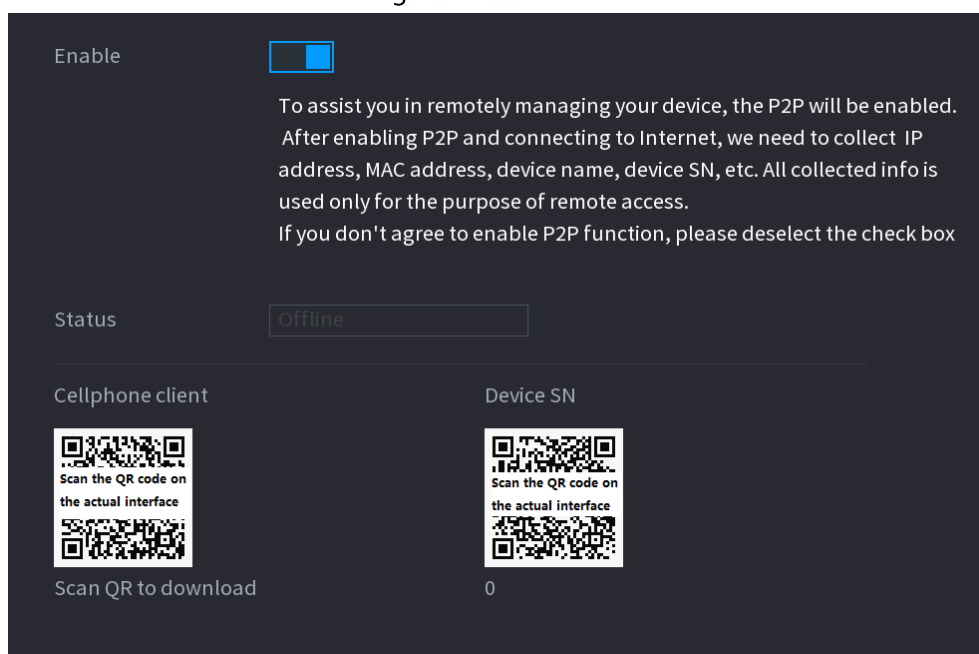 Enable
To assist you in remotely managing your device, the P2P will be enabled.
After enabling P2P and connecting to Internet, we need to collect IP
address, MAC address, device name, device SN, etc. All collected info is
used only for the purpose of remote access.
If you don't agree to enable P2P function, please deselect the check box
Status
Offline
Cellphone client
Device SN
Scan the QR code on
the actual interface
Scan the QR code on
the actual interface
Scan QR to download
0